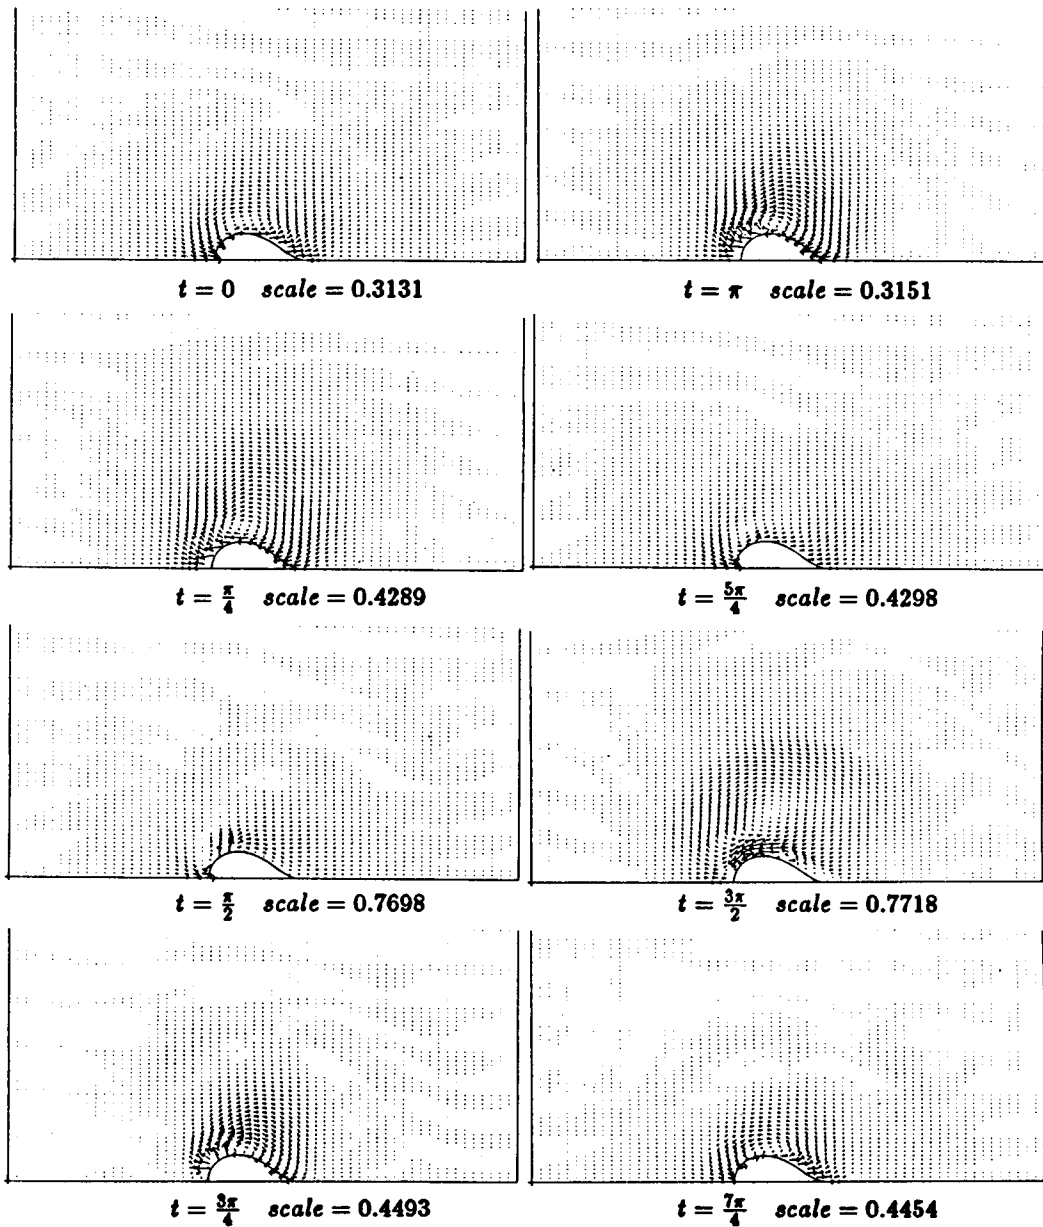 t = 0 scale = 0.3131
t = π scale = 0.3151
t = π/4 scale = 0.4289
t = 5π/4 scale = 0.4298
t = π/2 scale = 0.7698
t = 3π/2 scale = 0.7718
t = 3π/4 scale = 0.4493
t = 7π/4 scale = 0.4454